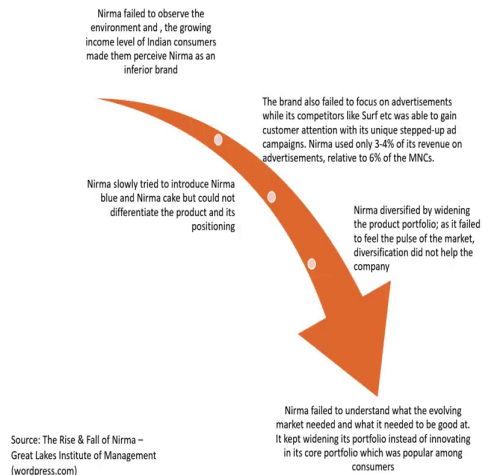 Nirma failed to observe the
environment and , the growing
income level of Indian consumers
made them perceive Nirma as an
inferior brand
The brand also failed to focus on advertisements
while its competitors like Surf etc was able to gain
customer attention with its unique stepped-up ad
campaigns. Nirma used only 3-4% of its revenue on
advertisements, relative to 6% of the MNCs.
Nirma slowly tried to introduce Nirma
blue and Nirma cake but could not
differentiate the product and its
positioning
Nirma diversified by widening
the product portfolio; as it failed
to feel the pulse of the market,
diversification did not help the
company
Nirma failed to understand what the evolving
market needed and what it needed to be good at.
It kept widening its portfolio instead of innovating
in its core portfolio which was popular among
consumers
Source: The Rise & Fall of Nirma –
Great Lakes Institute of Management
(wordpress.com)